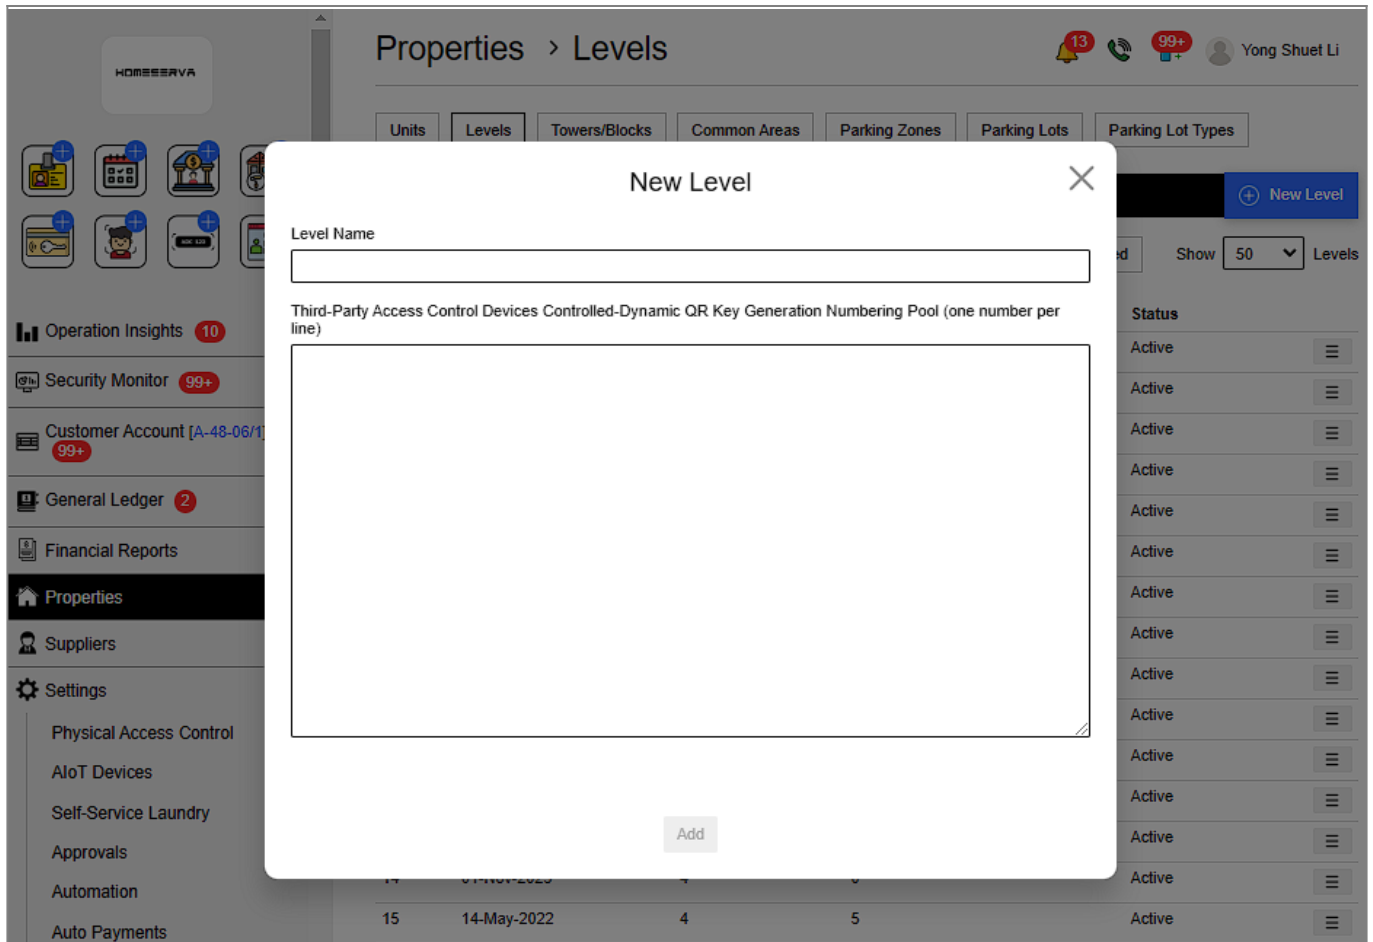 HOMESERVA
Properties > Levels
13
99+
Yong Shuet Li
Units
Levels
Towers/Blocks
Common Areas
Parking Zones
Parking Lots
Parking Lot Types
New Level
New Level
Show 50 Levels
Level Name
Third-Party Access Control Devices Controlled-Dynamic QR Key Generation Numbering Pool (one number per
line)
Add
Operation Insights 10
Security Monitor 99+
Customer Account [A-48-06/1]
99+
General Ledger 2
Financial Reports
Properties
Suppliers
Settings
Physical Access Control
AIoT Devices
Self-Service Laundry
Approvals
Automation
Auto Payments
Status
Active
Active
Active
Active
Active
Active
Active
Active
Active
Active
Active
Active
Active
Active
15 14-May-2022 4 5 Active